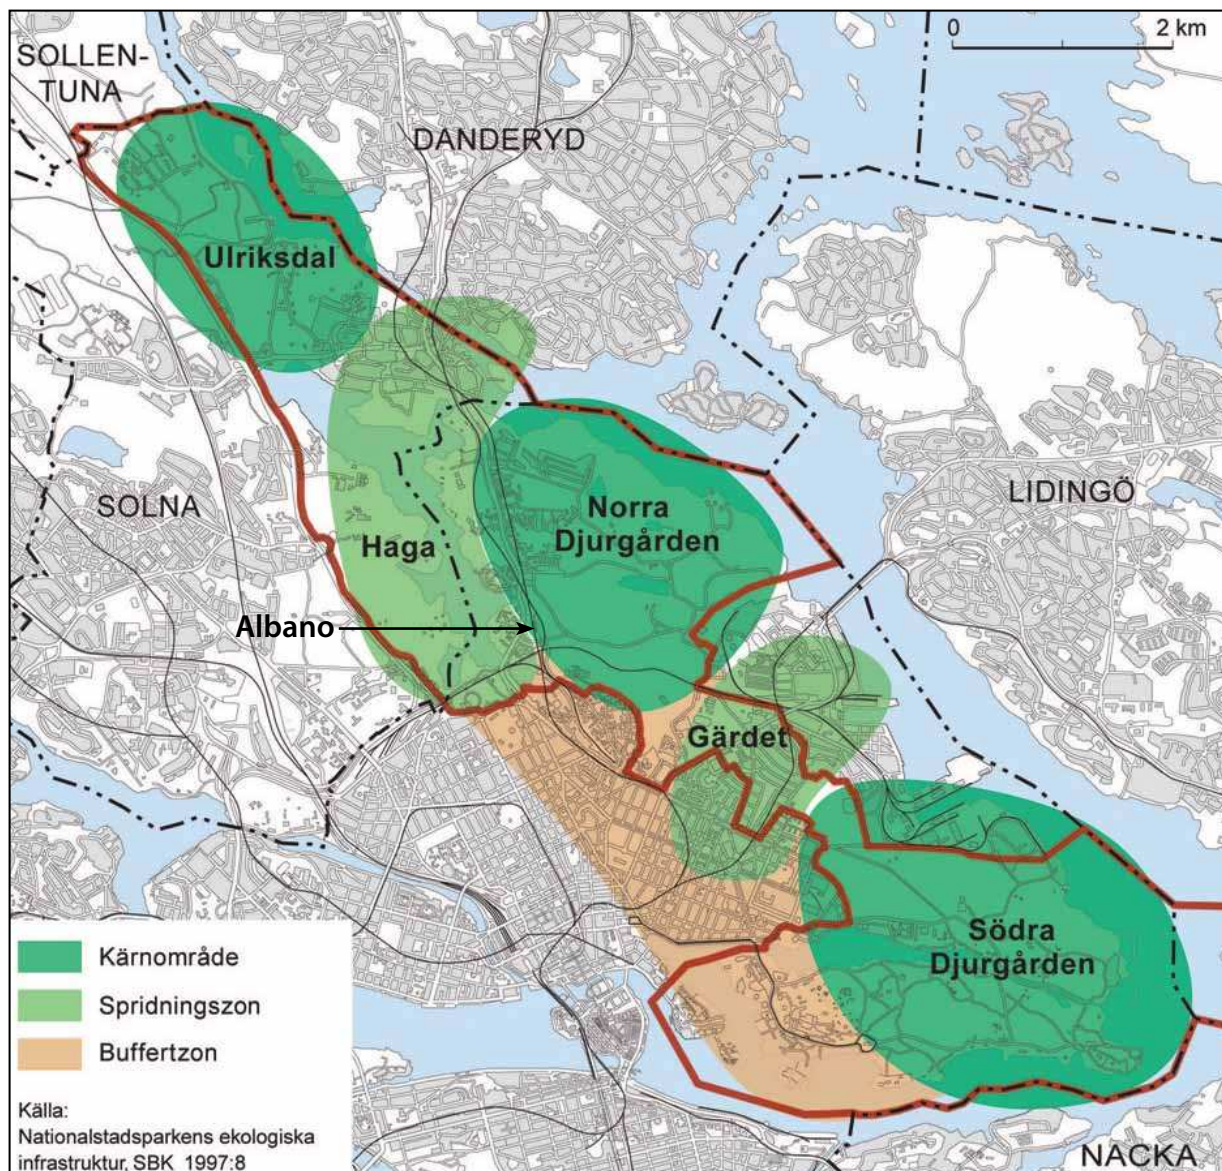 0 2 km
SOLLEN-
TUNA
DANDERYD
Ulriksdal
SOLNA
LIDINGÖ
Norra
Djurgården
Haga
Albano
Gärdet
Södra
Djurgården
Kärnområde
Spridningszon
Buffertzon
Källa:
Nationalstadsparkens ekologiska
infrastruktur, SBK 1997:8
NACKA